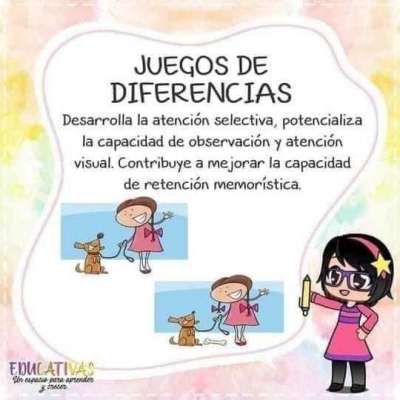 JUEGOS DE
DIFERENCIAS
Desarrolla la atención selectiva, potencializa
la capacidad de observación y atención
visual. Contribuye a mejorar la capacidad
de retención memorística.
EDUCATIVAS
Un espacio para aprender
y crecer